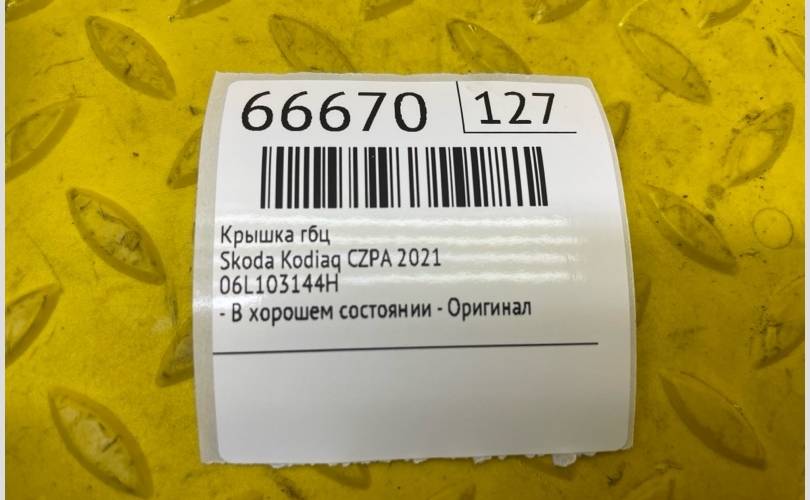 66670 127
Крышка гбц
Skoda Kodiaq CZPA 2021
06L103144H
- В хорошем состоянии - Оригинал